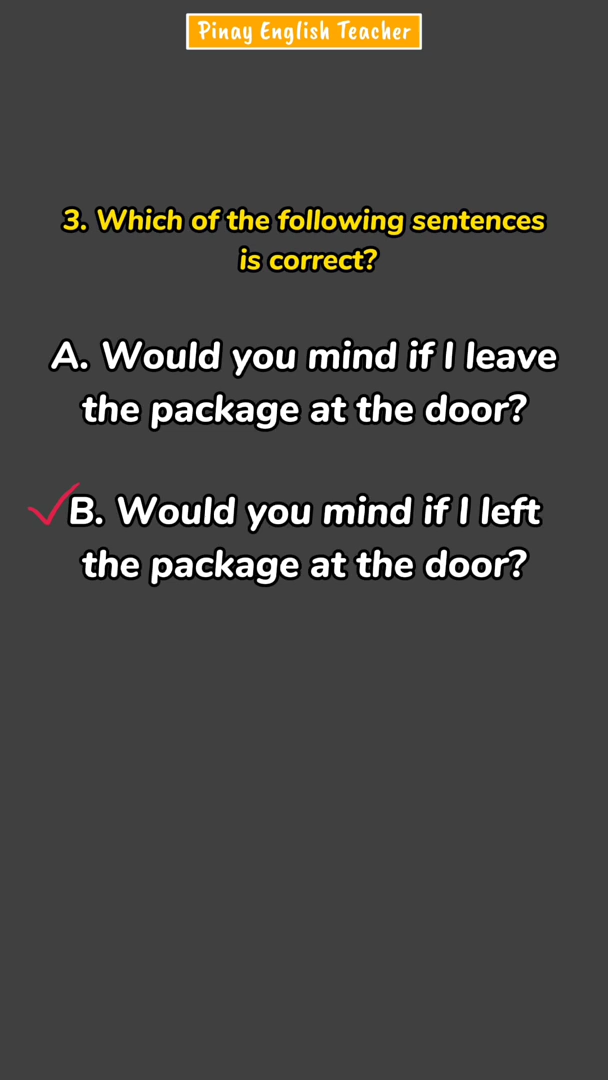 Pinay English Teacher
3. Which of the following sentences
is correct?
A. Would you mind if I leave
the package at the door?
B. Would you mind if I left
the package at the door?